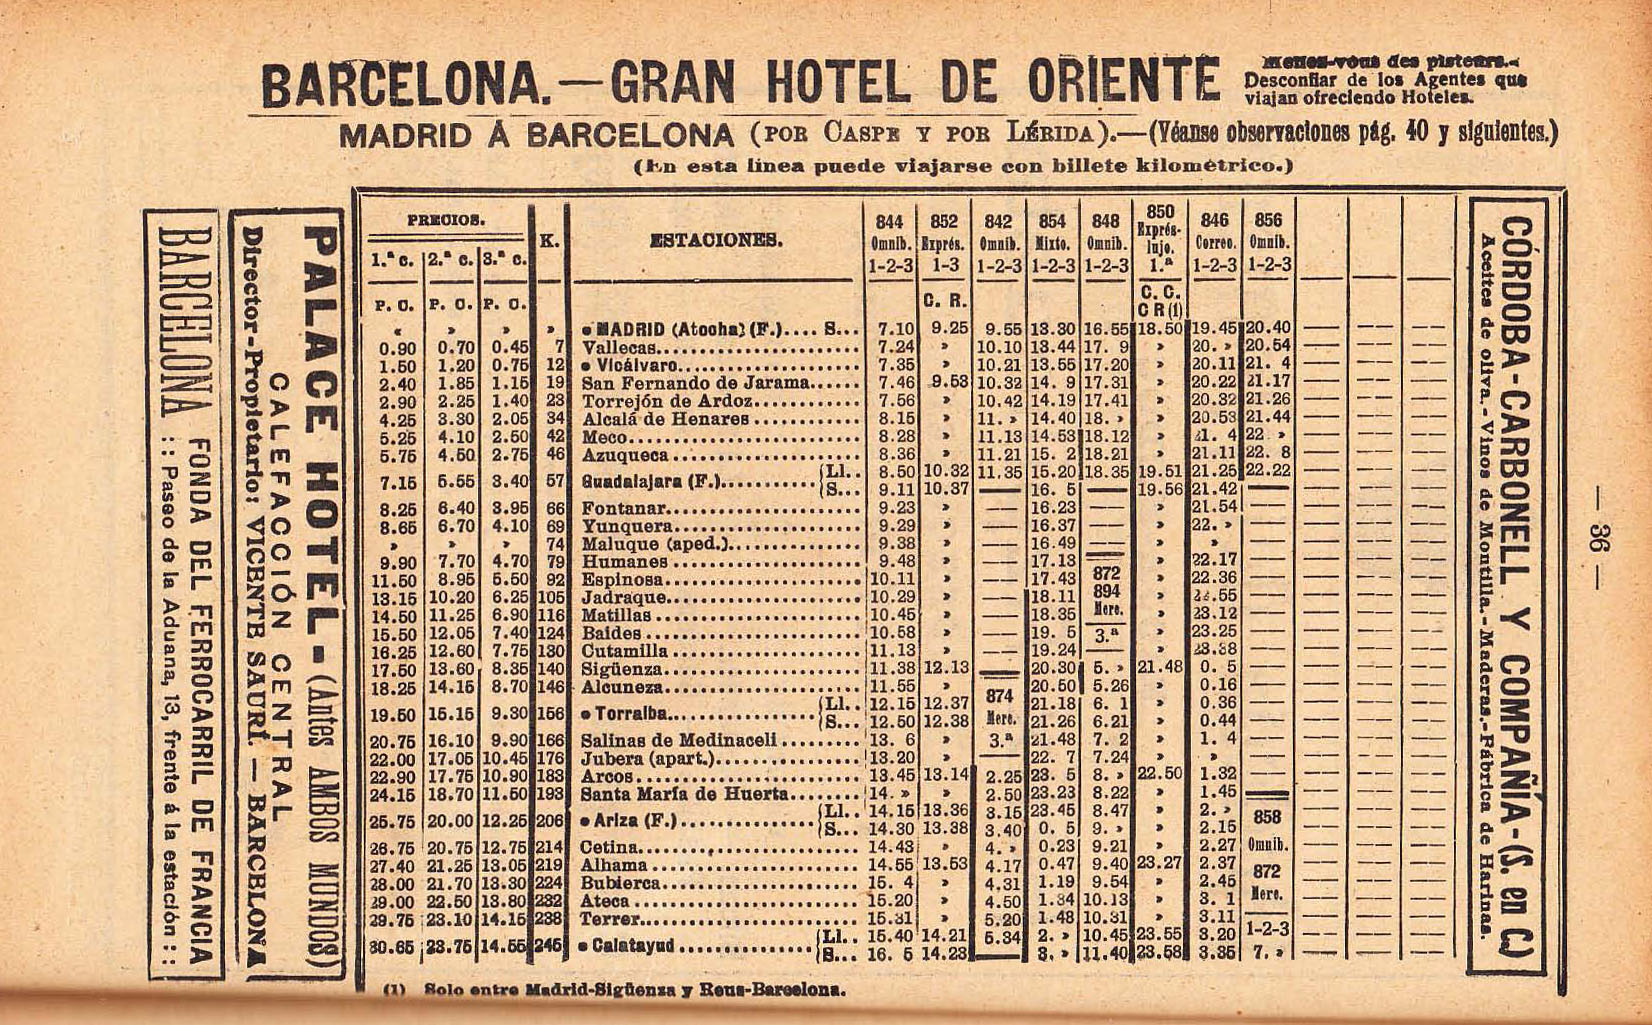 BARCELONA.—GRAN HOTEL DE ORIENTE
Méfiez-vous des pisteurs.
Desconfiar de los Agentes que
viajan ofreciendo Hoteles.
MADRID Á BARCELONA (POR CASPE Y POR LÉRIDA).—(Véanse observaciones pág. 40 y siguientes.)
(En esta línea puede viajarse con billete kilométrico.)
BARCELONA FONDA DEL FERROCARRIL DE FRANCIA
:: Paseo de la Aduana, 13, frente á la estación ::
PALACE HOTEL - (Antes AMBOS MUNDOS)
CALEFACCIÓN CENTRAL
Director-Propietario: VICENTE SAURÍ. — BARCELONA
PRECIOS. K. ESTACIONES. 844 852 842 854 848 850 846 856
1.ª c. 2.ª c. 3.ª c. Omnib. Exprés. Omnib. Mixto. Omnib. Exprés-lujo. Correo. Omnib.
1-2-3 1-3 1-2-3 1-2-3 1-2-3 1.ª 1-2-3 1-2-3
P. C. P. C. P. C. C. R. C. C. C R (1)
« » » » • MADRID (Atocha) (F.).... S... 7.10 9.25 9.55 13.30 16.55 18.50 19.45 20.40
0.90 0.70 0.45 7 Vallecas 7.24 » 10.10 13.44 17. 9 » 20. » 20.54
1.50 1.20 0.75 12 • Vicálvaro 7.35 » 10.21 13.55 17.20 » 20.11 21. 4
2.40 1.85 1.15 19 San Fernando de Jarama 7.46 9.53 10.32 14. 9 17.31 » 20.22 21.17
2.90 2.25 1.40 23 Torrejón de Ardoz 7.56 » 10.42 14.19 17.41 » 20.32 21.26
4.25 3.30 2.05 34 Alcalá de Henares 8.15 » 11. » 14.40 18. » » 20.53 21.44
5.25 4.10 2.50 42 Meco 8.28 » 11.13 14.53 18.12 » 21. 4 22. »
5.75 4.50 2.75 46 Azuqueca 8.36 » 11.21 15. 2 18.21 » 21.11 22. 8
7.15 5.55 3.40 57 Guadalajara (F.) Ll.. 8.50 10.32 11.35 15.20 18.35 19.51 21.25 22.22
S... 9.11 10.37 — 16. 5 — 19.56 21.42 —
8.25 6.40 3.95 66 Fontanar 9.23 » — 16.23 — » 21.54 —
8.65 6.70 4.10 69 Yunquera 9.29 » — 16.37 — » 22. » —
» » » 74 Maluque (aped.) 9.38 » — 16.49 — » » —
9.90 7.70 4.70 79 Humanes 9.48 » — 17.13 — » 22.17 —
11.50 8.95 5.50 92 Espinosa 10.11 » — 17.43 872 » 22.36 —
13.15 10.20 6.25 105 Jadraque 10.29 » — 18.11 894 » 22.55 —
14.50 11.25 6.90 116 Matillas 10.45 » — 18.35 Merc. » 23.12 —
15.50 12.05 7.40 124 Baides 10.58 » — 19. 5 3.ª » 23.25 —
16.25 12.60 7.75 130 Cutamilla 11.13 » — 19.24 — » 23.38 —
17.50 13.60 8.35 140 Sigüenza 11.38 12.13 — 20.30 5. » 21.48 0. 5 —
18.25 14.15 8.70 146 Alcuneza 11.55 » 874 20.50 5.26 » 0.16 —
19.50 15.15 9.30 156 • Torralba Ll.. 12.15 12.37 21.18 6. 1 » 0.36 —
S... 12.50 12.38 Merc. 21.26 6.21 » 0.44 —
20.75 16.10 9.90 166 Salinas de Medinaceli 13. 6 » 3.ª 21.48 7. 2 » 1. 4 —
22.00 17.05 10.45 176 Jubera (apart.) 13.20 » — 22. 7 7.24 » » —
22.90 17.75 10.90 183 Arcos 13.45 13.14 2.25 23. 5 8. » 22.50 1.32 —
24.15 18.70 11.50 193 Santa María de Huerta 14. » » 2.50 23.23 8.22 » 1.45 —
25.75 20.00 12.25 206 • Ariza (F.) Ll.. 14.15 13.36 3.15 23.45 8.47 » 2. » 858
S... 14.30 13.38 3.40 0. 5 9. » » 2.15
26.75 20.75 12.75 214 Cetina 14.43 » 4. » 0.23 9.21 » 2.27 Omnib.
27.40 21.25 13.05 219 Alhama 14.55 13.53 4.17 0.47 9.40 23.27 2.37 872
28.00 21.70 13.30 224 Bubierca 15. 4 » 4.31 1.19 9.54 » 2.45 Merc.
29.00 22.50 13.80 232 Ateca 15.20 » 4.50 1.34 10.13 » 3. 1 —
29.75 23.10 14.15 238 Terrer 15.31 » 5.20 1.48 10.31 » 3.11 1-2-3
30.65 23.75 14.55 245 • Calatayud Ll.. 15.40 14.21 5.34 2. » 10.45 23.55 3.20
S... 16. 5 14.23 — 3. » 11.40 23.58 3.35 7. »
(1) Solo entre Madrid-Sigüenza y Reus-Barcelona.
CÓRDOBA-CARBONELL Y COMPAÑÍA-(S. en C.)
Aceites de oliva.-Vinos de Montilla.-Maderas.-Fábrica de Harinas.
— 36 —